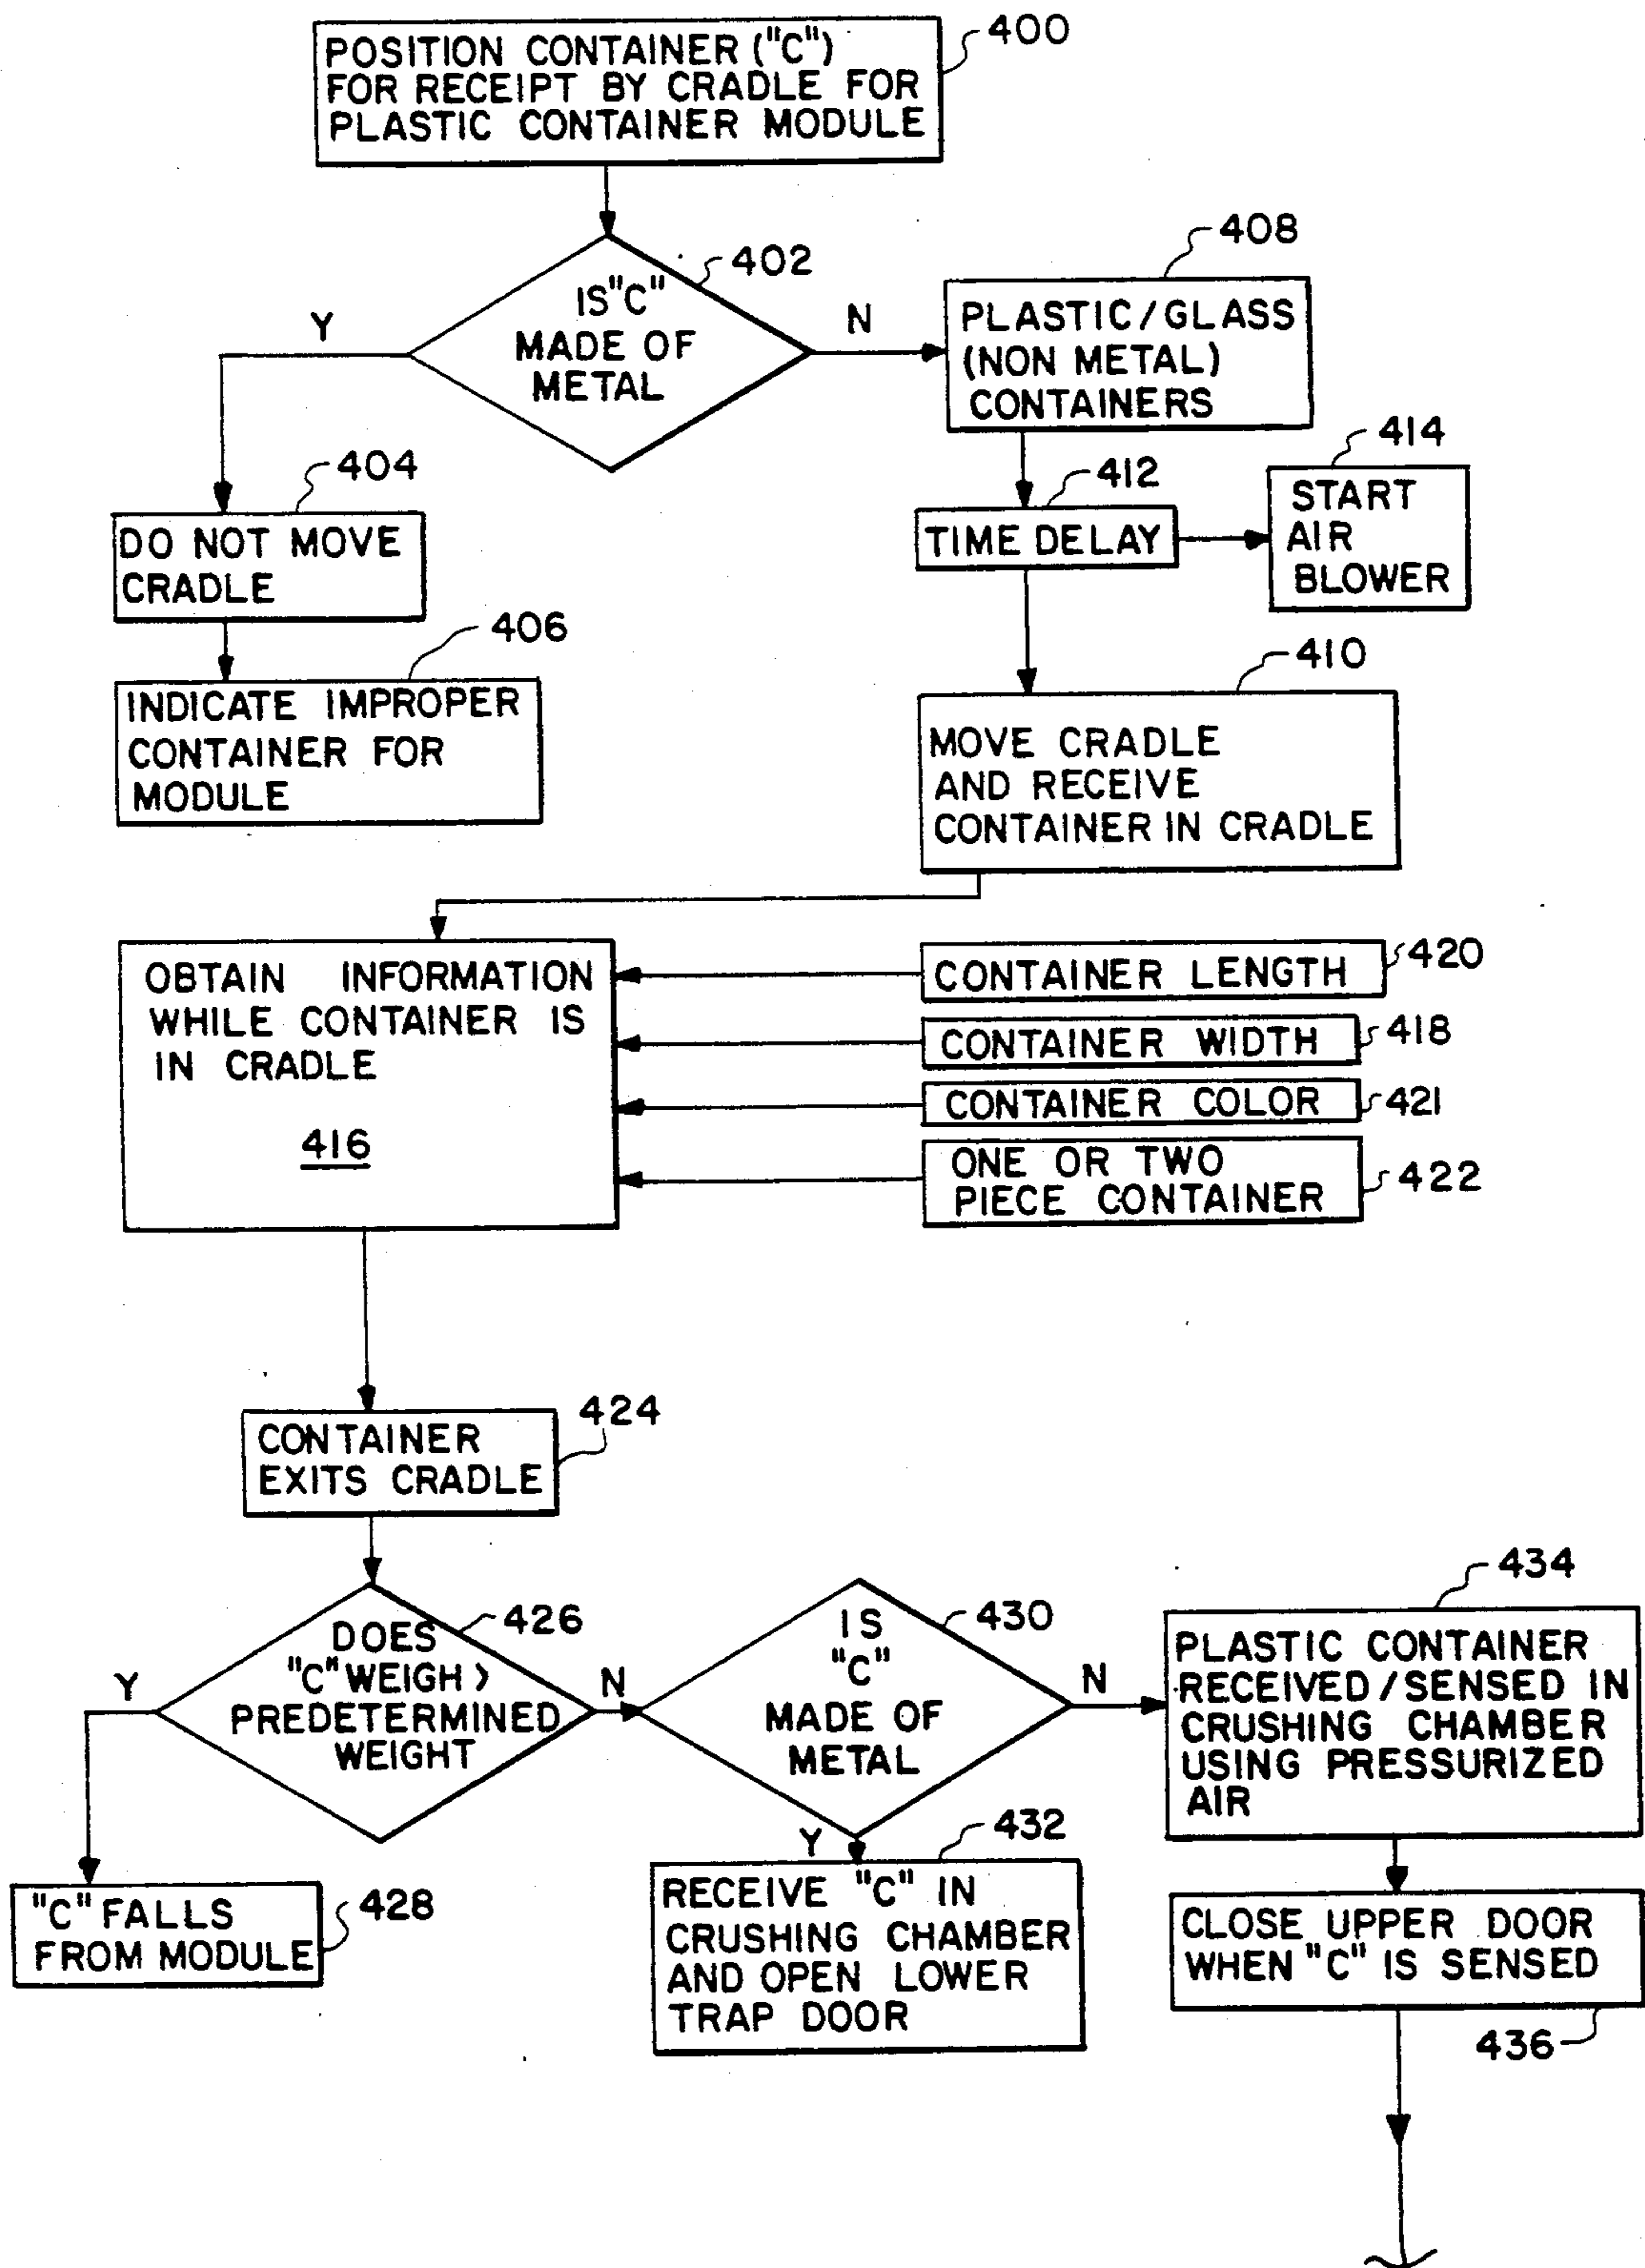 POSITION CONTAINER ("C")
FOR RECEIPT BY CRADLE FOR
PLASTIC CONTAINER MODULE
400
IS "C"
MADE OF
METAL
402
Y
N
408
PLASTIC/GLASS
(NON METAL)
CONTAINERS
404
DO NOT MOVE
CRADLE
412
TIME DELAY
414
START
AIR
BLOWER
406
INDICATE IMPROPER
CONTAINER FOR
MODULE
410
MOVE CRADLE
AND RECEIVE
CONTAINER IN CRADLE
OBTAIN INFORMATION
WHILE CONTAINER IS
IN CRADLE
416
CONTAINER LENGTH
420
CONTAINER WIDTH
418
CONTAINER COLOR
421
ONE OR TWO
PIECE CONTAINER
422
CONTAINER
EXITS CRADLE
424
DOES
"C" WEIGH >
PREDETERMINED
WEIGHT
426
Y
N
IS
"C"
MADE OF
METAL
430
N
Y
434
PLASTIC CONTAINER
RECEIVED/SENSED IN
CRUSHING CHAMBER
USING PRESSURIZED
AIR
"C" FALLS
FROM MODULE
428
432
RECEIVE "C" IN
CRUSHING CHAMBER
AND OPEN LOWER
TRAP DOOR
CLOSE UPPER DOOR
WHEN "C" IS SENSED
436